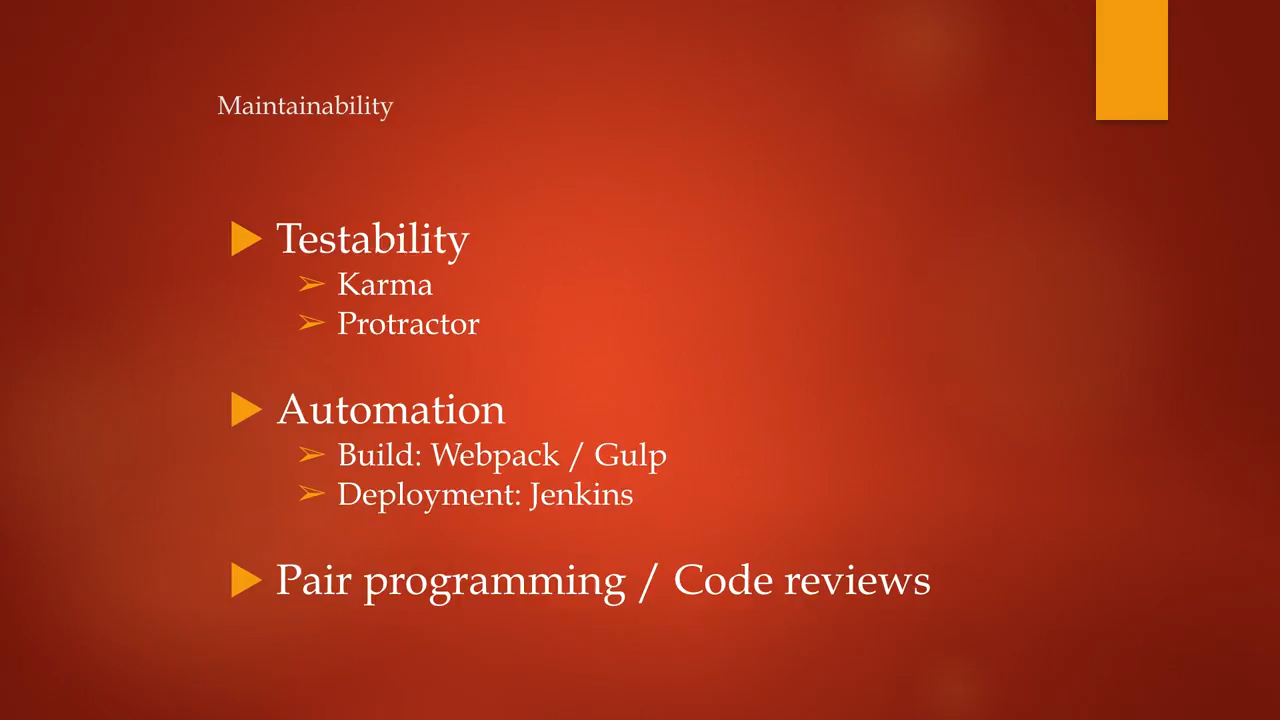 Maintainability
Testability
Karma
Protractor
Automation
Build: Webpack / Gulp
Deployment: Jenkins
Pair programming / Code reviews